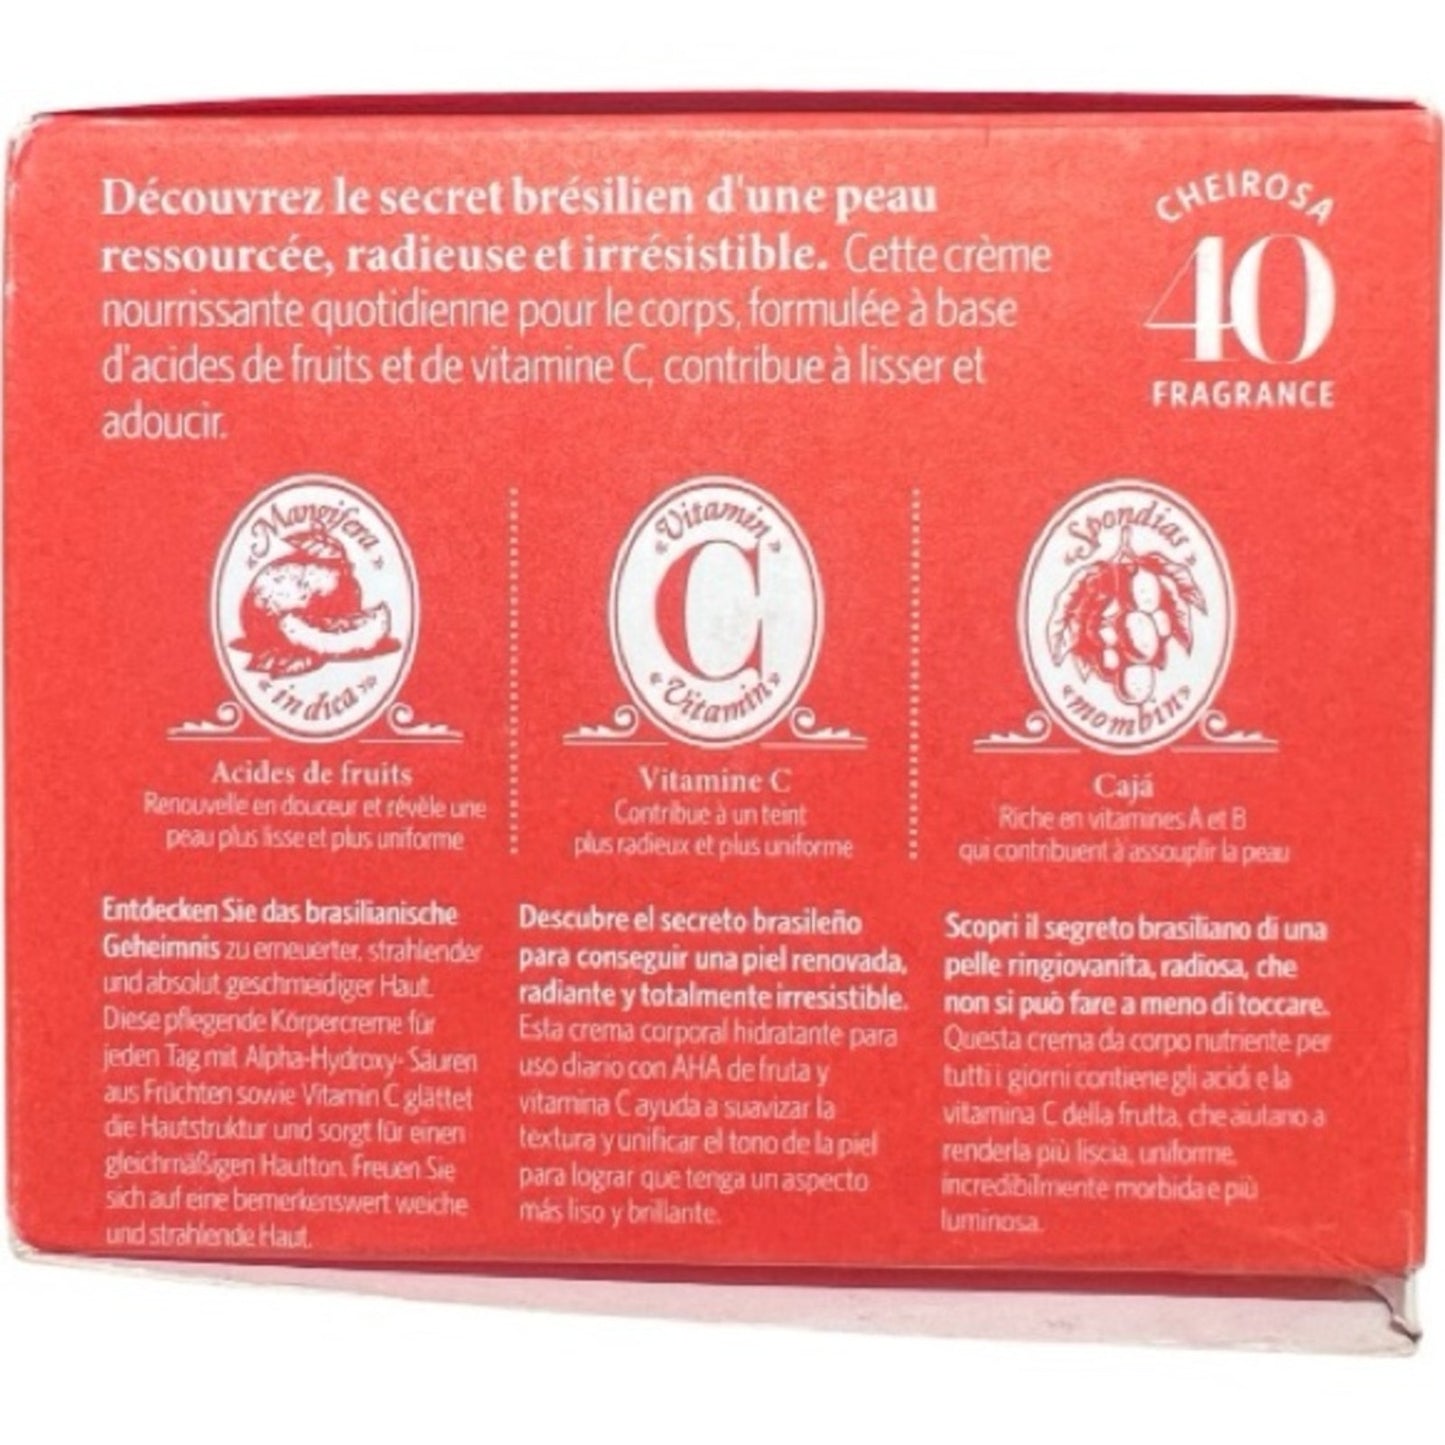 Découvrez le secret brésilien d'une peau
ressourcée, radieuse et irrésistible. Cette crème
nourrissante quotidienne pour le corps, formulée à base
d'acides de fruits et de vitamine C, contribue à lisser et
adoucir.
CHEIROSA
40
FRAGRANCE
«Mangifera»
«indica»
Acides de fruits
Renouvelle en douceur et révèle une
peau plus lisse et plus uniforme
«Vitamin»
C
«Vitamin»
Vitamine C
Contribue à un teint
plus radieux et plus uniforme
«Spondias»
«mombin»
Cajá
Riche en vitamines A et B
qui contribuent à assouplir la peau
Entdecken Sie das brasilianische
Geheimnis zu erneuerter, strahlender
und absolut geschmeidiger Haut.
Diese pflegende Körpercreme für
jeden Tag mit Alpha-Hydroxy- Säuren
aus Früchten sowie Vitamin C glättet
die Hautstruktur und sorgt für einen
gleichmäßigen Hautton. Freuen Sie
sich auf eine bemerkenswert weiche
und strahlende Haut.
Descubre el secreto brasileño
para conseguir una piel renovada,
radiante y totalmente irresistible.
Esta crema corporal hidratante para
uso diario con AHA de fruta y
vitamina C ayuda a suavizar la
textura y unificar el tono de la piel
para lograr que tenga un aspecto
más liso y brillante.
Scopri il segreto brasiliano di una
pelle ringiovanita, radiosa, che
non si può fare a meno di toccare.
Questa crema da corpo nutriente per
tutti i giorni contiene gli acidi e la
vitamina C della frutta, che aiutano a
renderla più liscia, uniforme,
incredibilmente morbida e più
luminosa.